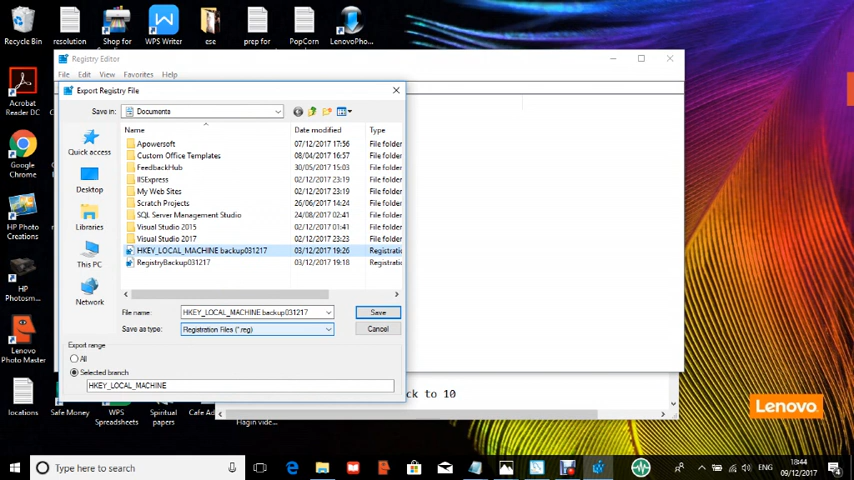 Recycle Bin
resolution
Shop for
WPS Writer
ese
prep for
PopCorn
LenovoPho...
Registry Editor
File Edit View Favorites Help
Export Registry File
Save in: Documents
Name Date modified Type
Apowersoft 07/12/2017 17:56 File folder
Custom Office Templates 08/04/2017 16:57 File folder
FeedbackHub 30/05/2017 15:03 File folder
IISExpress 02/12/2017 23:19 File folder
My Web Sites 02/12/2017 23:19 File folder
Scratch Projects 26/06/2017 14:24 File folder
SQL Server Management Studio 24/08/2017 02:41 File folder
Visual Studio 2015 02/12/2017 01:41 File folder
Visual Studio 2017 02/12/2017 23:23 File folder
HKEY_LOCAL_MACHINE backup031217 03/12/2017 19:26 Registratic
RegistryBackup031217 03/12/2017 19:18 Registratic
Quick access
Desktop
Libraries
This PC
Network
File name: HKEY_LOCAL_MACHINE backup031217 Save
Save as type: Registration Files (*.reg) Cancel
Export range
All
Selected branch
HKEY_LOCAL_MACHINE
Acrobat
Reader DC
Google
Chrome
HP Photo
Creations
HP
Photosm...
Lenovo
Photo Master
locations
Safe Money
WPS
Spreadsheets
Spiritual
papers
Cafe Ad
Hagin vide...
ck to 10
Lenovo
Type here to search
ENG
18:44
09/12/2017
4